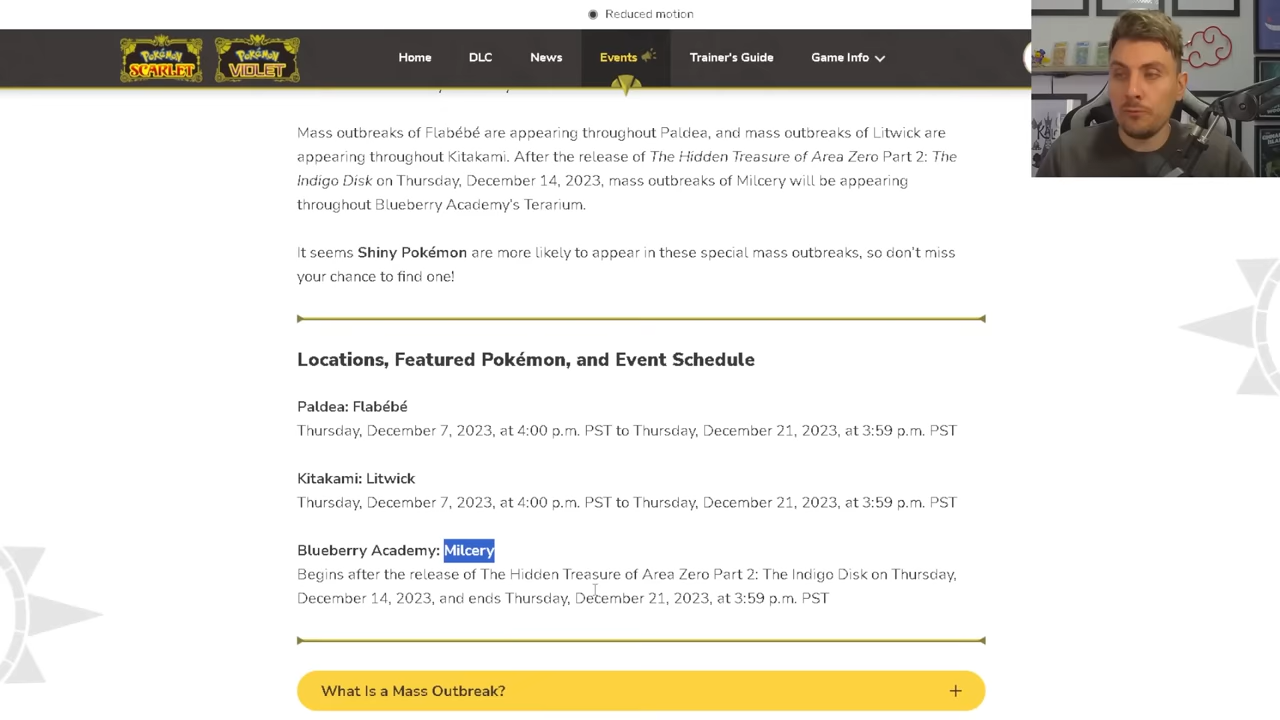 Reduced motion
POKÉMON SCARLET
POKÉMON VIOLET
Home
DLC
News
Events
Trainer's Guide
Game Info
Mass outbreaks of Flabébé are appearing throughout Paldea, and mass outbreaks of Litwick are
appearing throughout Kitakami. After the release of The Hidden Treasure of Area Zero Part 2: The
Indigo Disk on Thursday, December 14, 2023, mass outbreaks of Milcery will be appearing
throughout Blueberry Academy's Terarium.
It seems Shiny Pokémon are more likely to appear in these special mass outbreaks, so don't miss
your chance to find one!
Locations, Featured Pokémon, and Event Schedule
Paldea: Flabébé
Thursday, December 7, 2023, at 4:00 p.m. PST to Thursday, December 21, 2023, at 3:59 p.m. PST
Kitakami: Litwick
Thursday, December 7, 2023, at 4:00 p.m. PST to Thursday, December 21, 2023, at 3:59 p.m. PST
Blueberry Academy: Milcery
Begins after the release of The Hidden Treasure of Area Zero Part 2: The Indigo Disk on Thursday,
December 14, 2023, and ends Thursday, December 21, 2023, at 3:59 p.m. PST
What Is a Mass Outbreak?